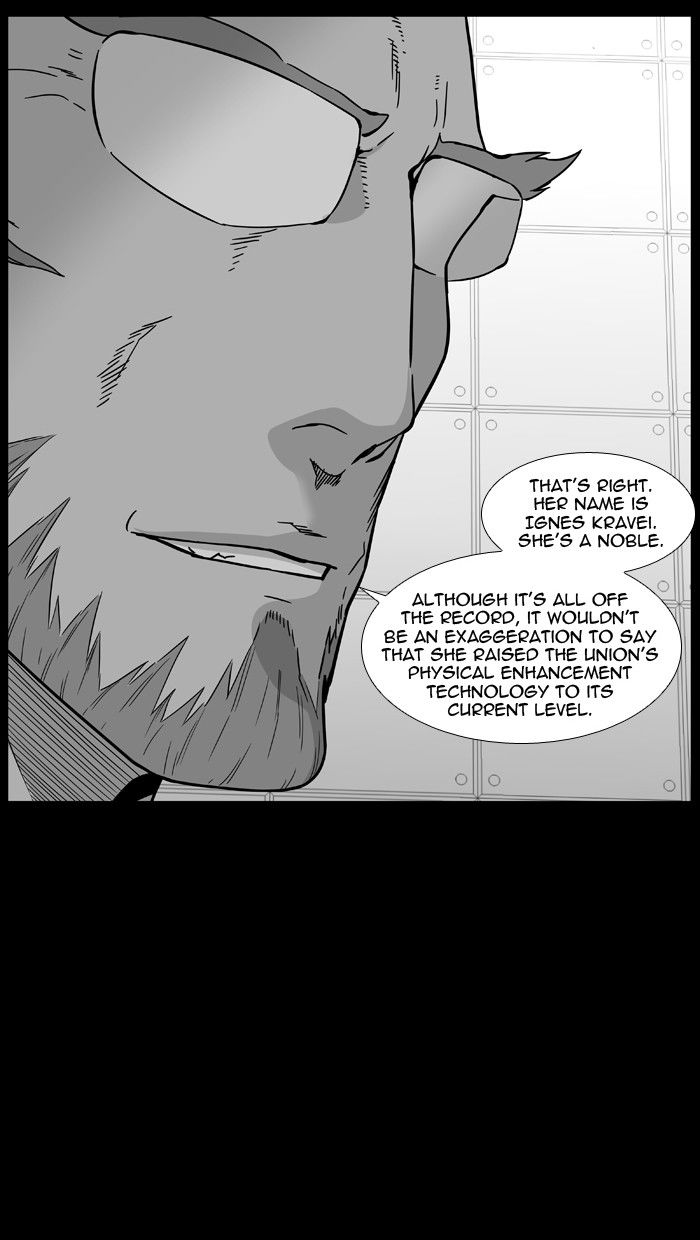 THAT'S RIGHT.
HER NAME IS
IGNES KRAVEI.
SHE'S A NOBLE.
ALTHOUGH IT'S ALL OFF
THE RECORD, IT WOULDN'T
BE AN EXAGGERATION TO SAY
THAT SHE RAISED THE UNION'S
PHYSICAL ENHANCEMENT
TECHNOLOGY TO ITS
CURRENT LEVEL.